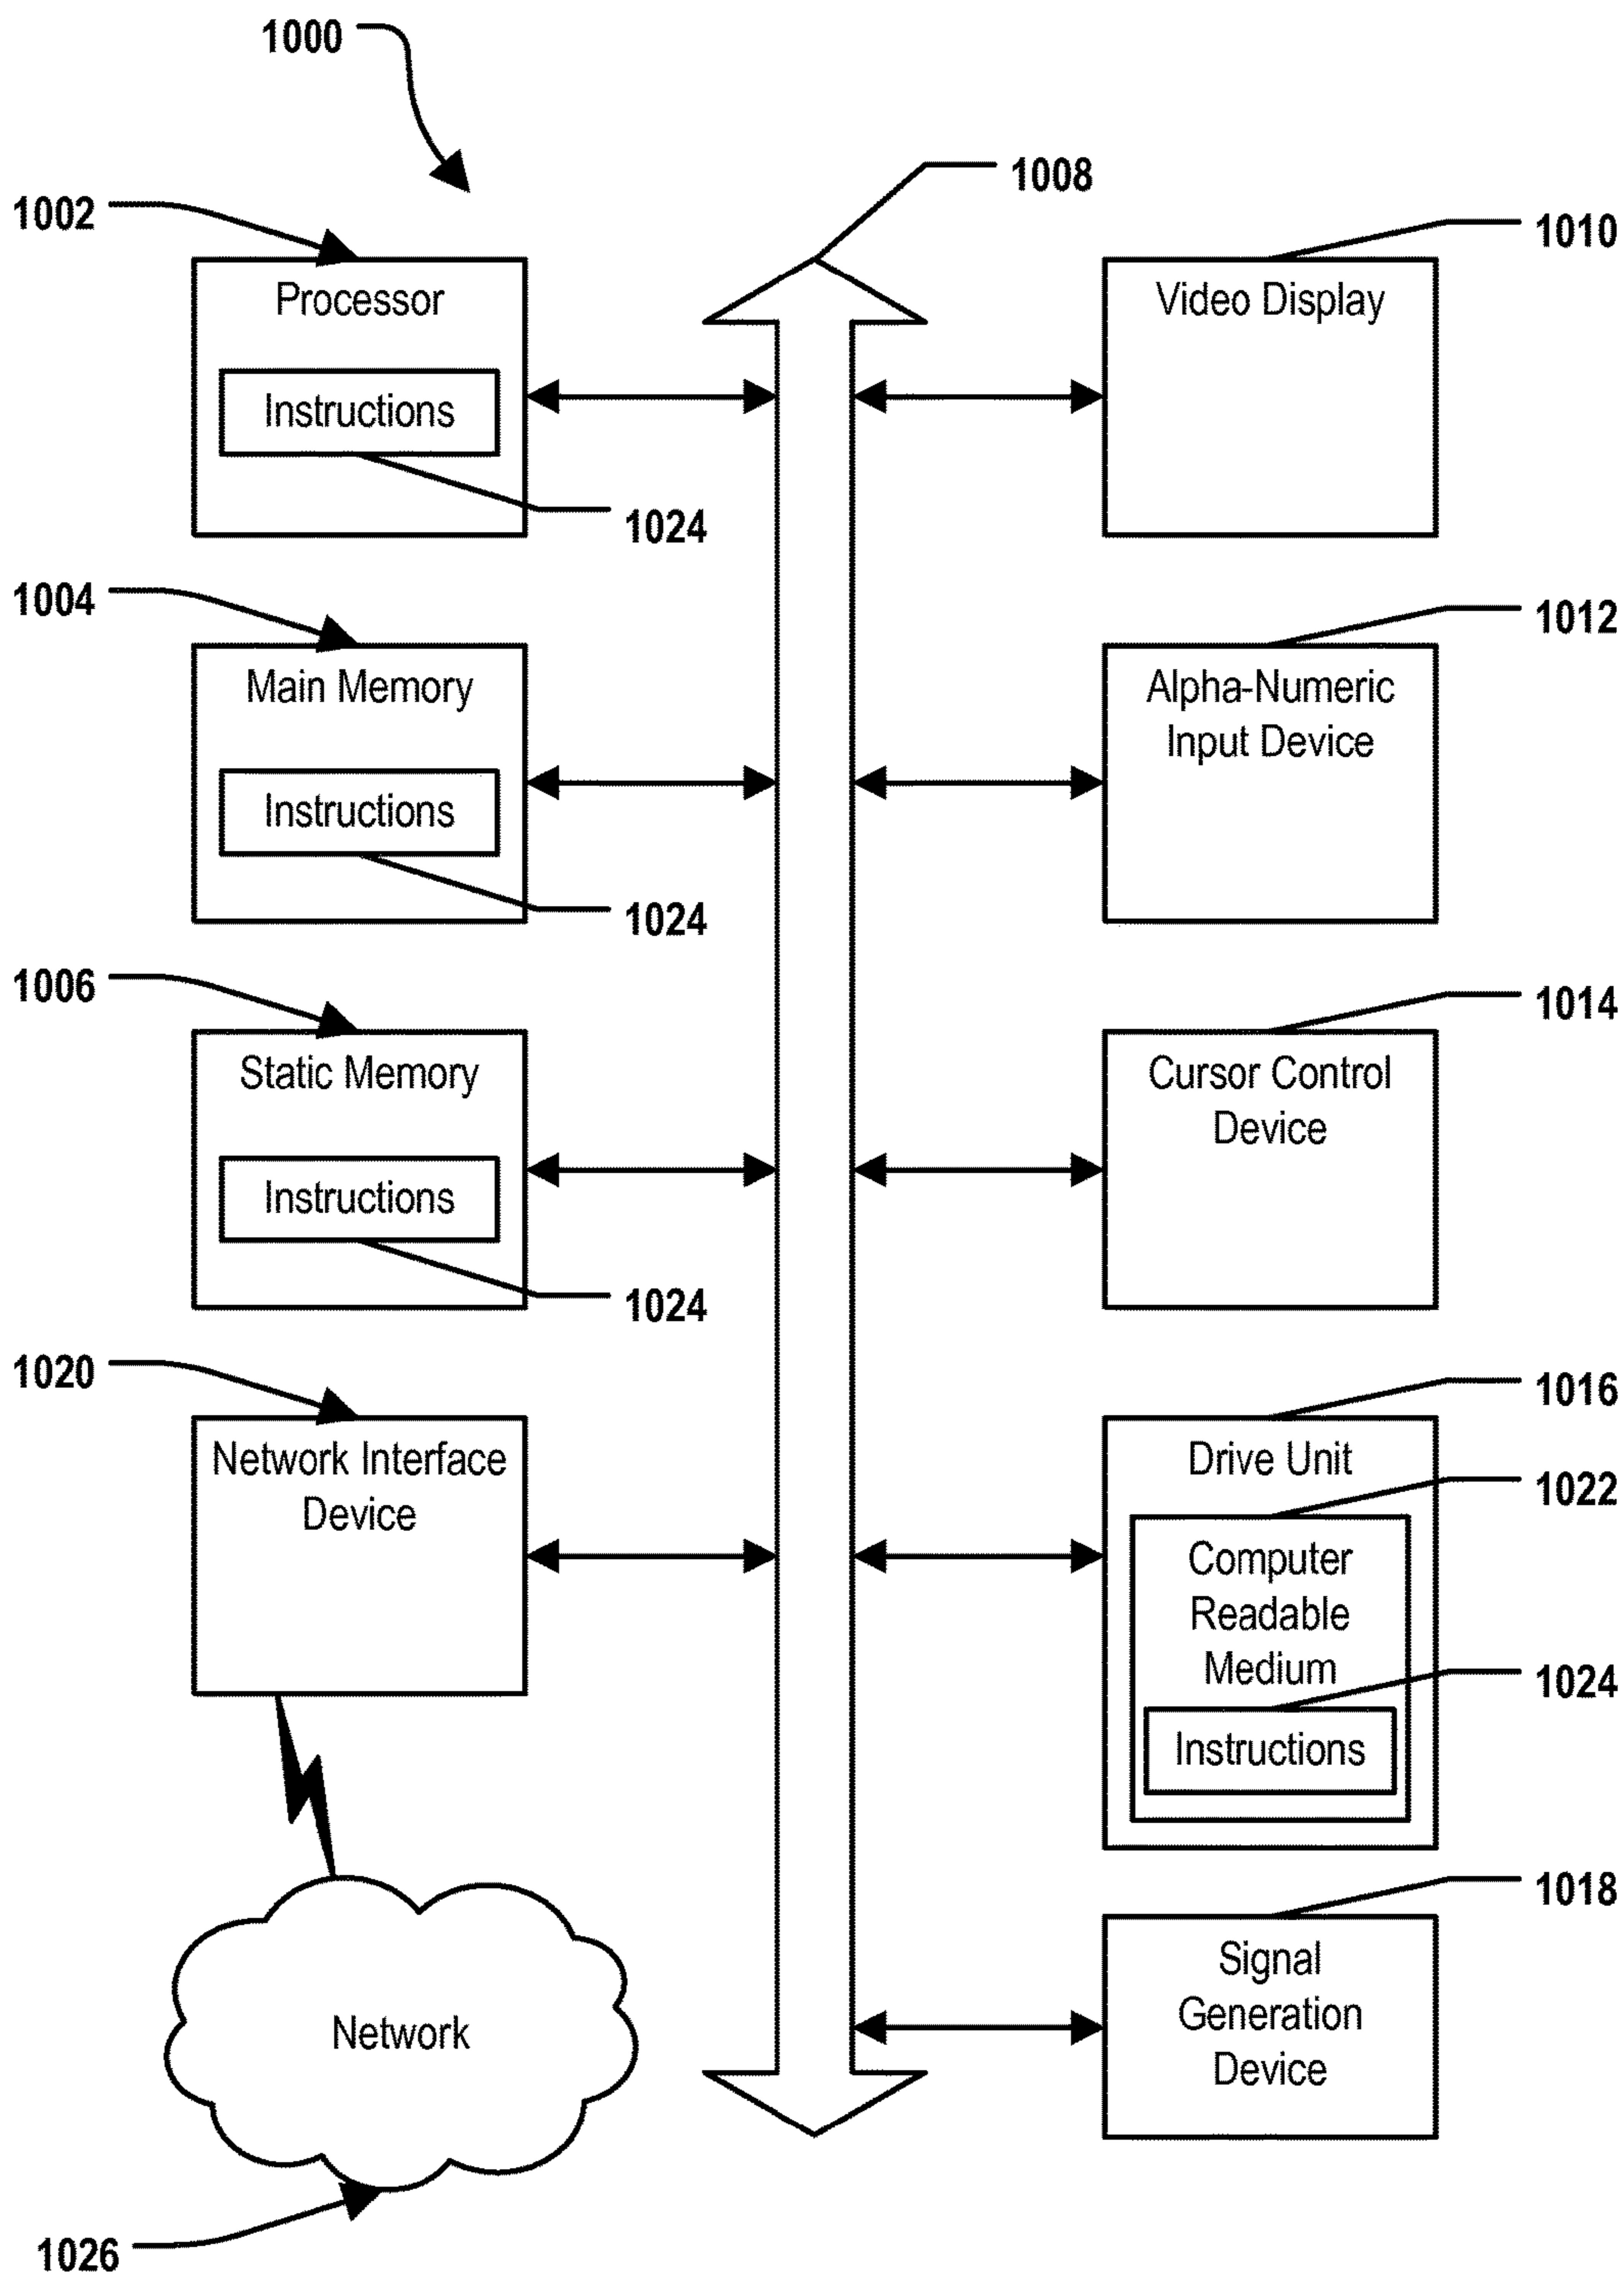 1000
1008
1002
1010
Processor
Video Display
Instructions
1024
1004
1012
Main Memory
Alpha-Numeric
Input Device
Instructions
1024
1006
1014
Static Memory
Cursor Control
Device
Instructions
1024
1020
1016
Network Interface
Device
Drive Unit
1022
Computer
Readable
Medium
1024
Instructions
1018
Signal
Generation
Device
Network
1026